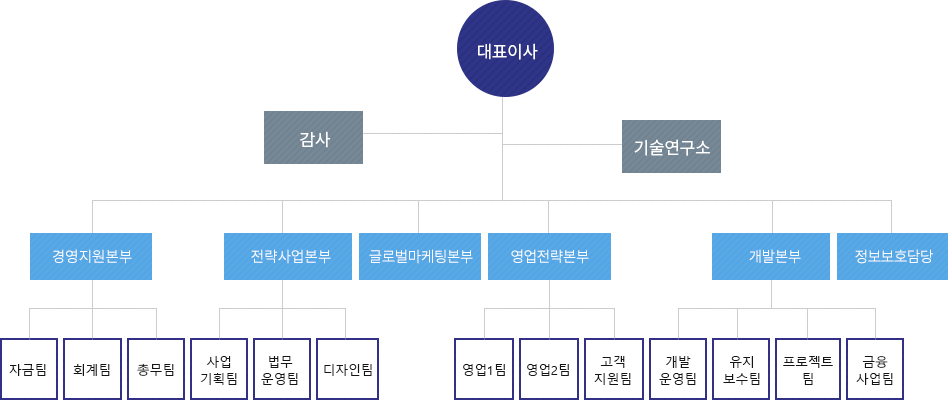 대표이사
감사
기술연구소
경영지원본부
전략사업본부
글로벌마케팅본부
영업전략본부
개발본부
정보보호담당
자금팀
회계팀
총무팀
사업
기획팀
법무
운영팀
디자인팀
영업1팀
영업2팀
고객
지원팀
개발
운영팀
유지
보수팀
프로젝트
팀
금융
사업팀